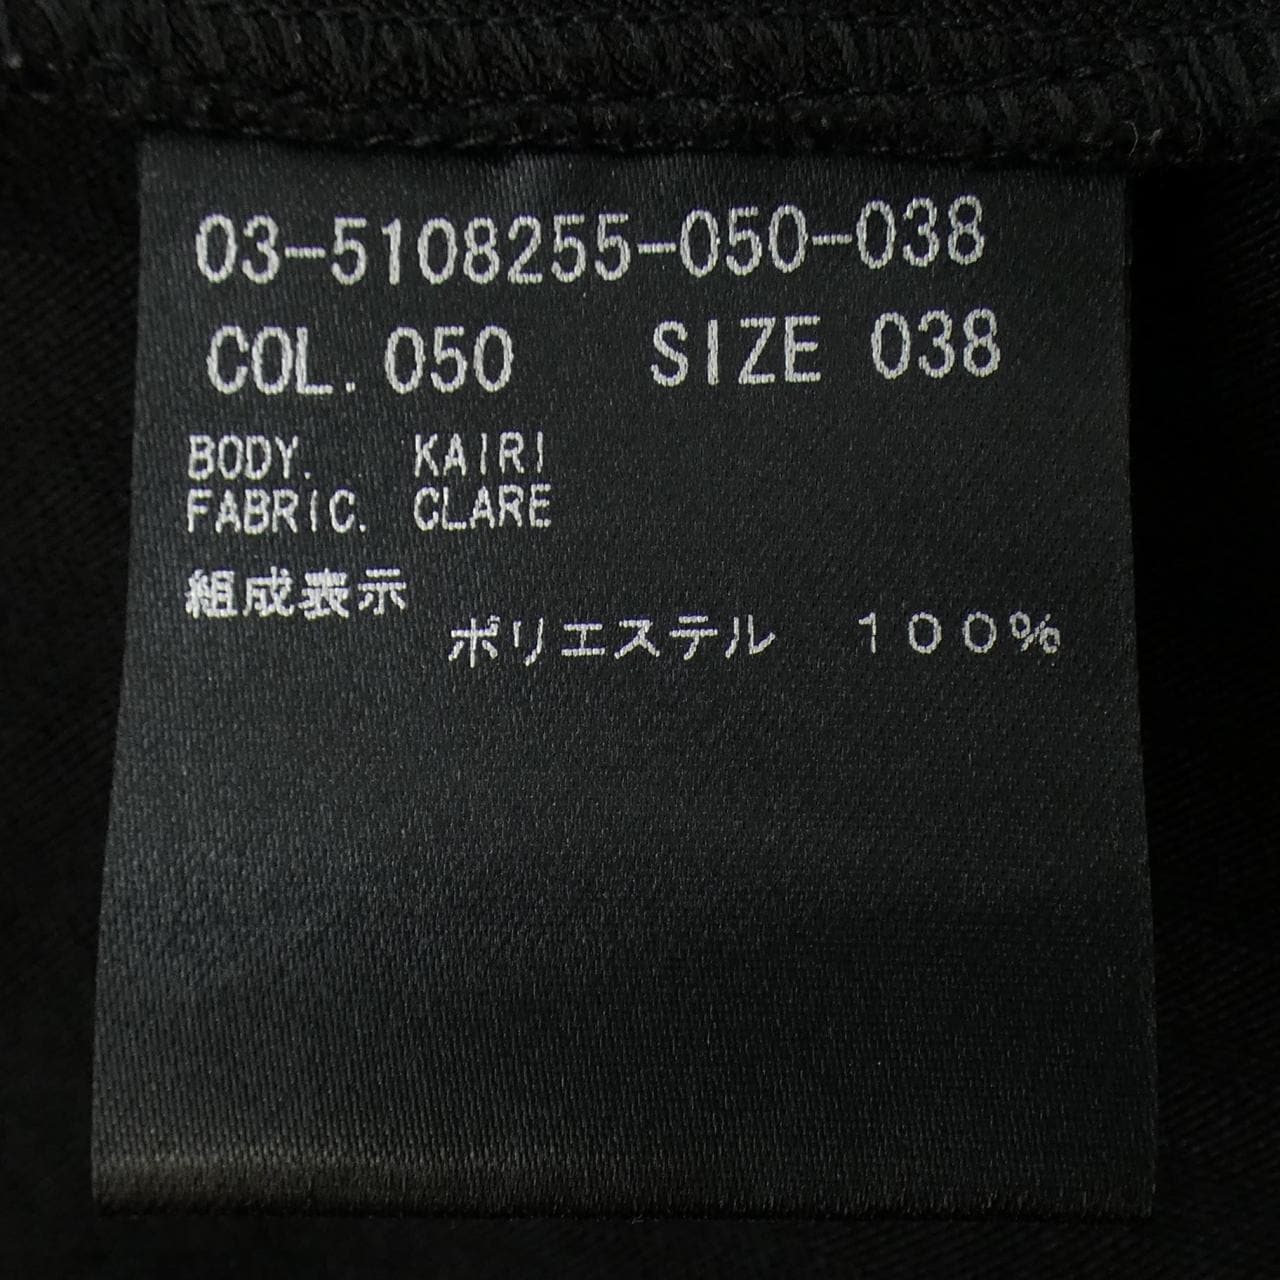 03-5108255-050-038
COL. 050 SIZE 038
BODY. KAIRI
FABRIC. CLARE
組成表示
ポリエステル １００％